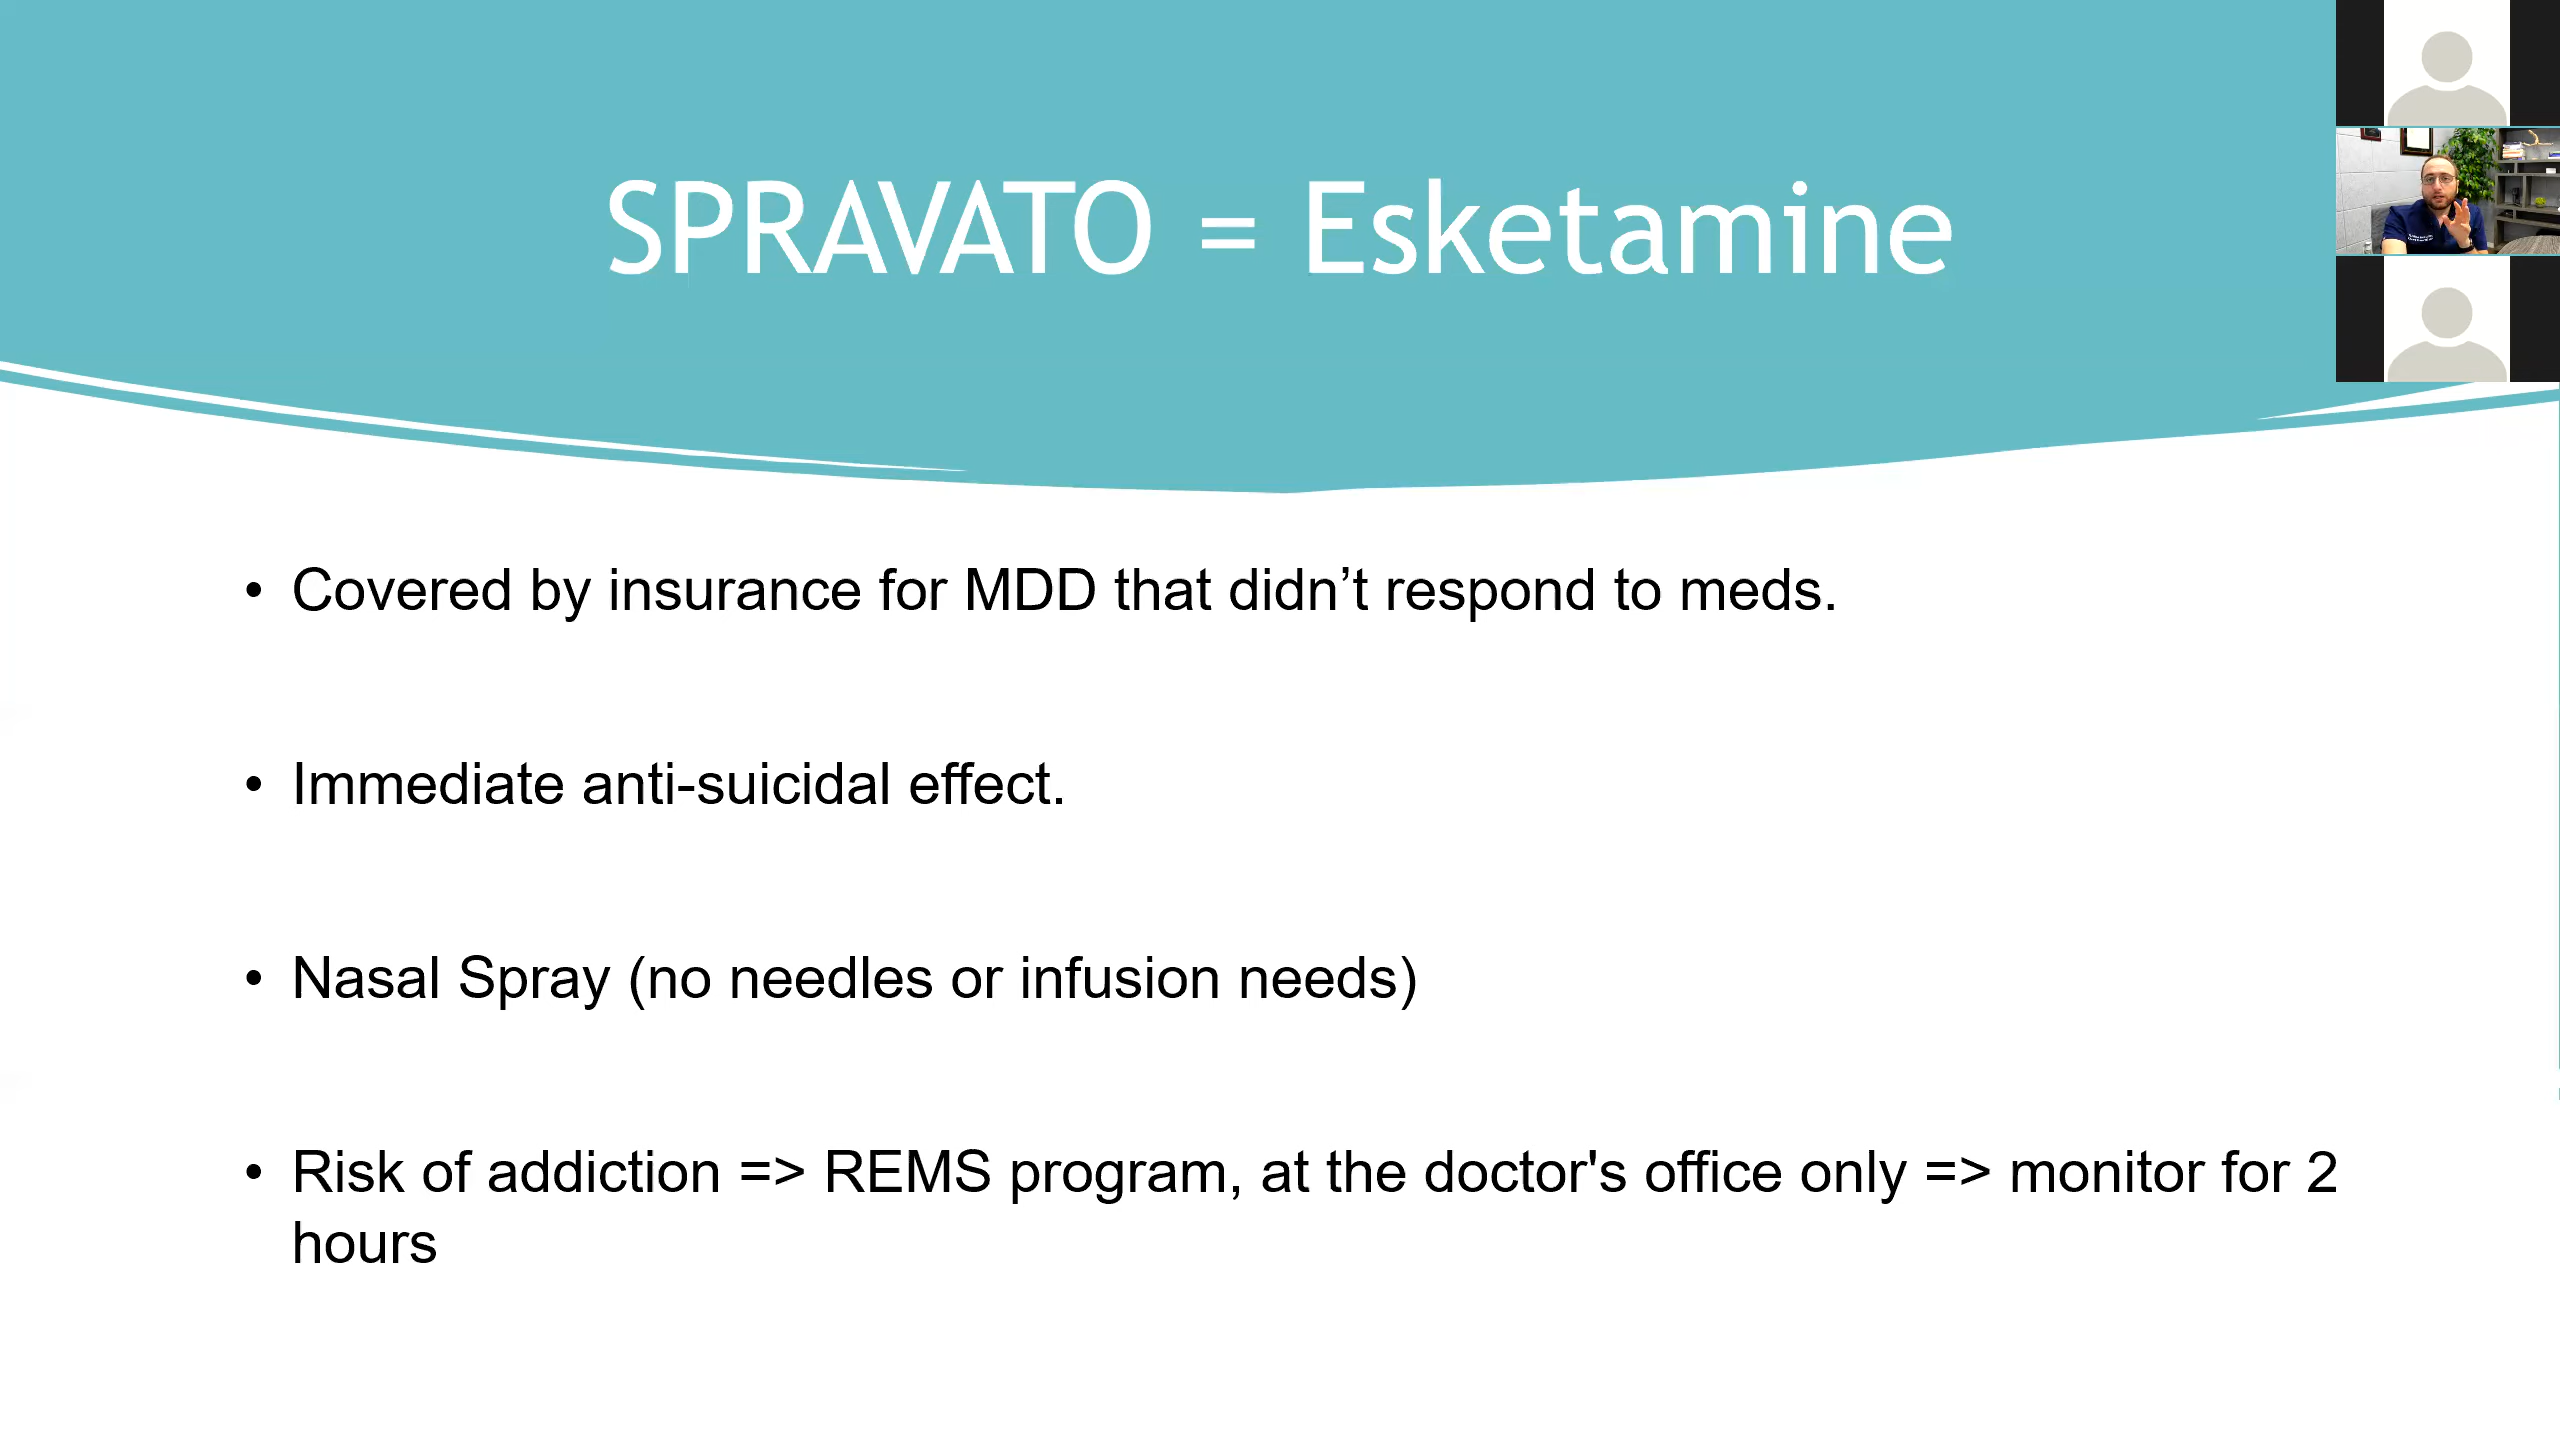 SPRAVATO = Esketamine
• Covered by insurance for MDD that didn’t respond to meds.
• Immediate anti-suicidal effect.
• Nasal Spray (no needles or infusion needs)
• Risk of addiction => REMS program, at the doctor's office only => monitor for 2
hours